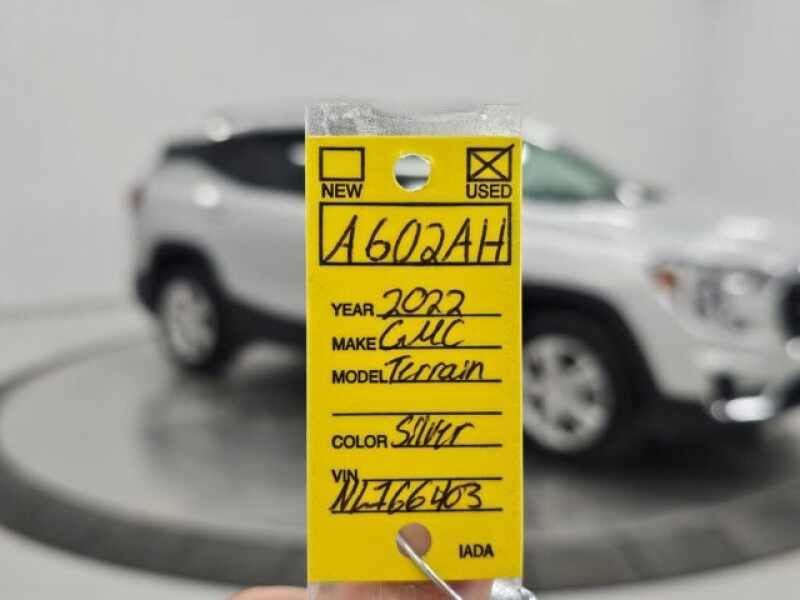 NEW USED
A602AH
YEAR 2022
MAKE GMC
MODEL Terrain
COLOR Silver
VIN
NL166403
IADA